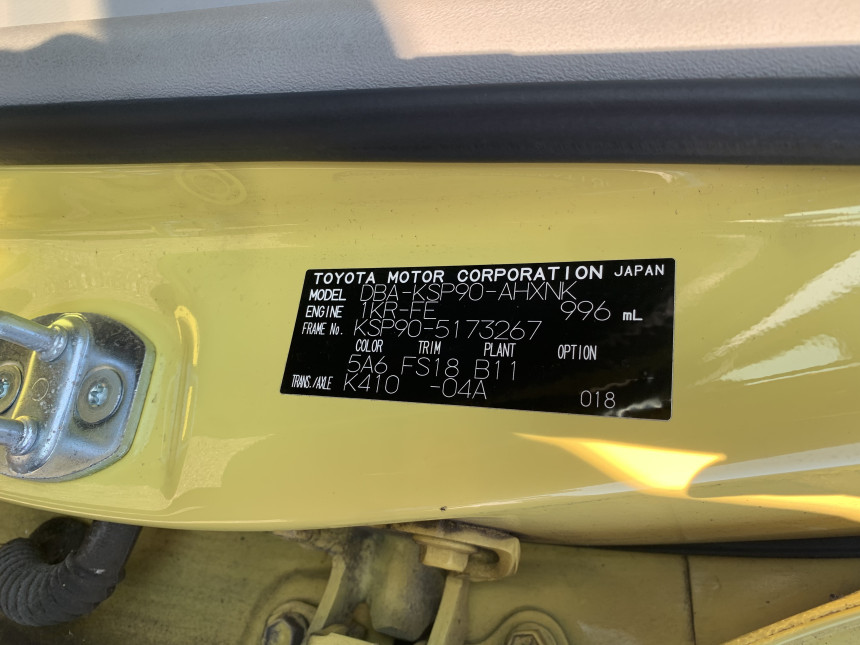 TOYOTA MOTOR CORPORATION JAPAN
MODEL DBA-KSP90-AHXNK
ENGINE 1KR-FE 996 mL
FRAME No. KSP90-5173267
COLOR TRIM PLANT OPTION
5A6 FS18 B11
TRANS./AXLE K410 -04A
018